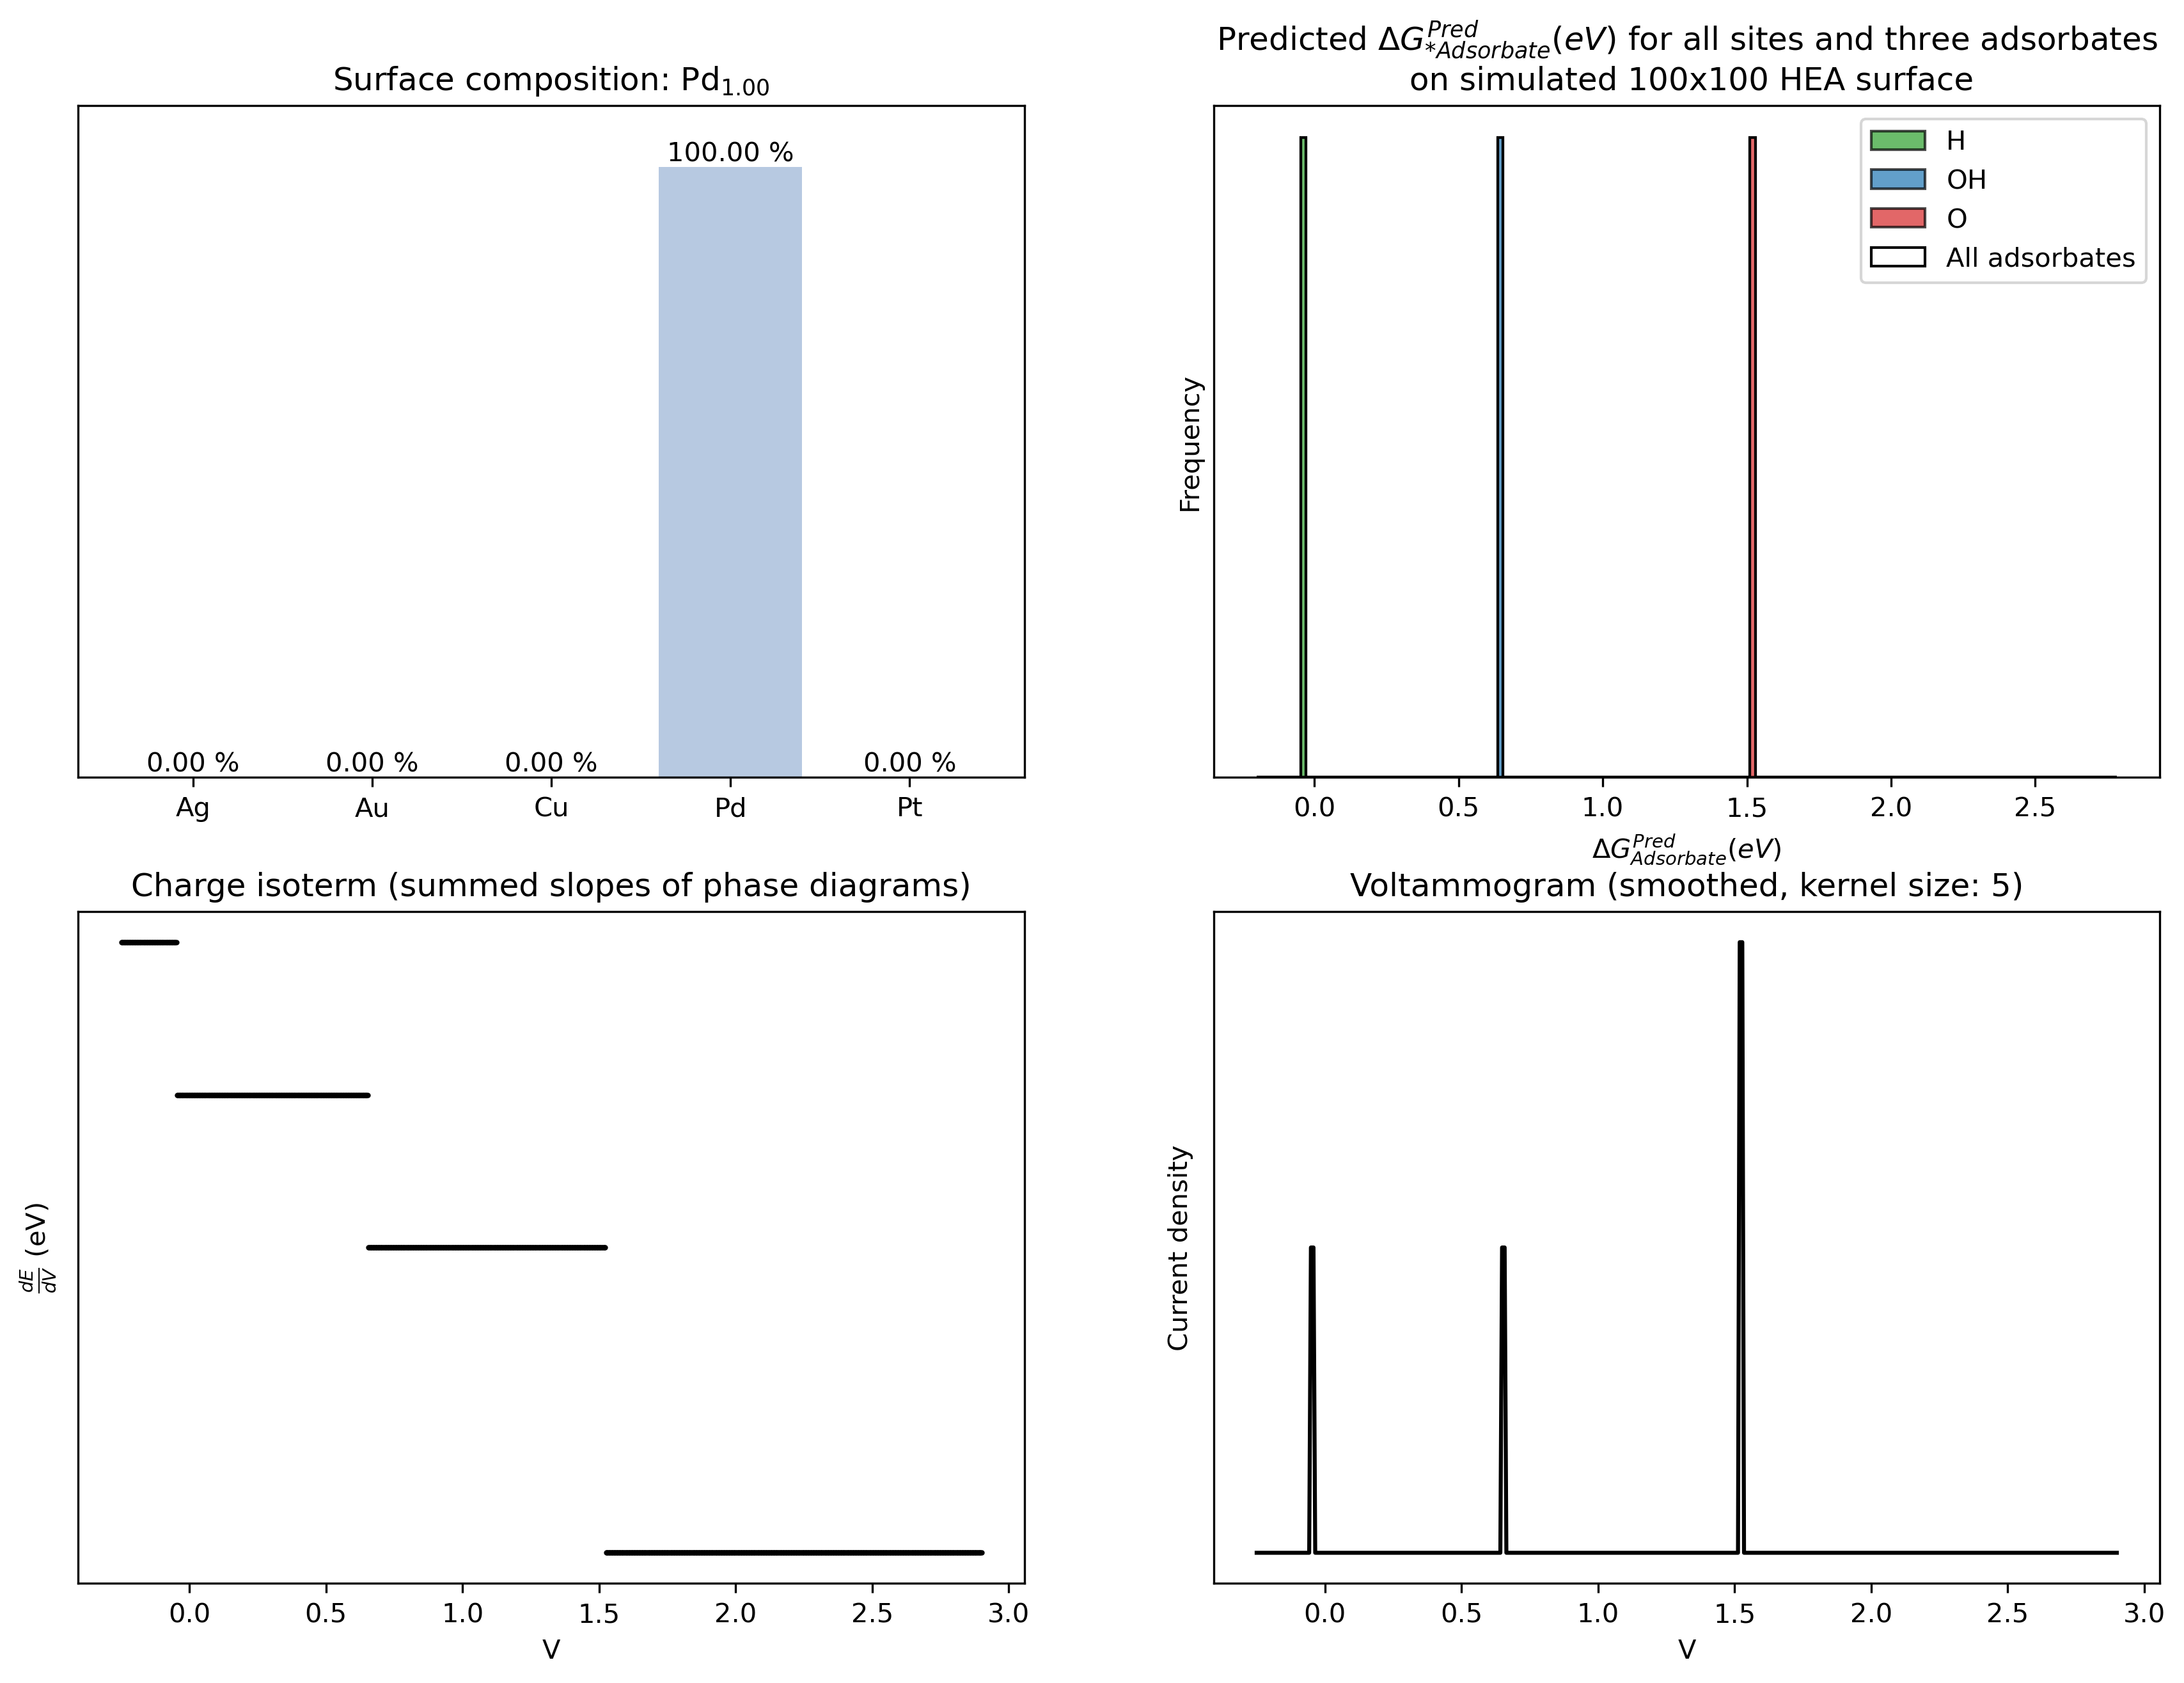 Surface composition: Pd₁.₀₀
100.00 %
0.00 %
0.00 %
0.00 %
0.00 %
Ag
Au
Cu
Pd
Pt
Predicted ΔG^{Pred}_{*Adsorbate}(eV) for all sites and three adsorbates
on simulated 100x100 HEA surface
H
OH
O
All adsorbates
Frequency
0.0
0.5
1.0
1.5
2.0
2.5
ΔG^{Pred}_{Adsorbate}(eV)
Charge isoterm (summed slopes of phase diagrams)
dE/dV (eV)
0.0
0.5
1.0
1.5
2.0
2.5
3.0
V
Voltammogram (smoothed, kernel size: 5)
Current density
0.0
0.5
1.0
1.5
2.0
2.5
3.0
V